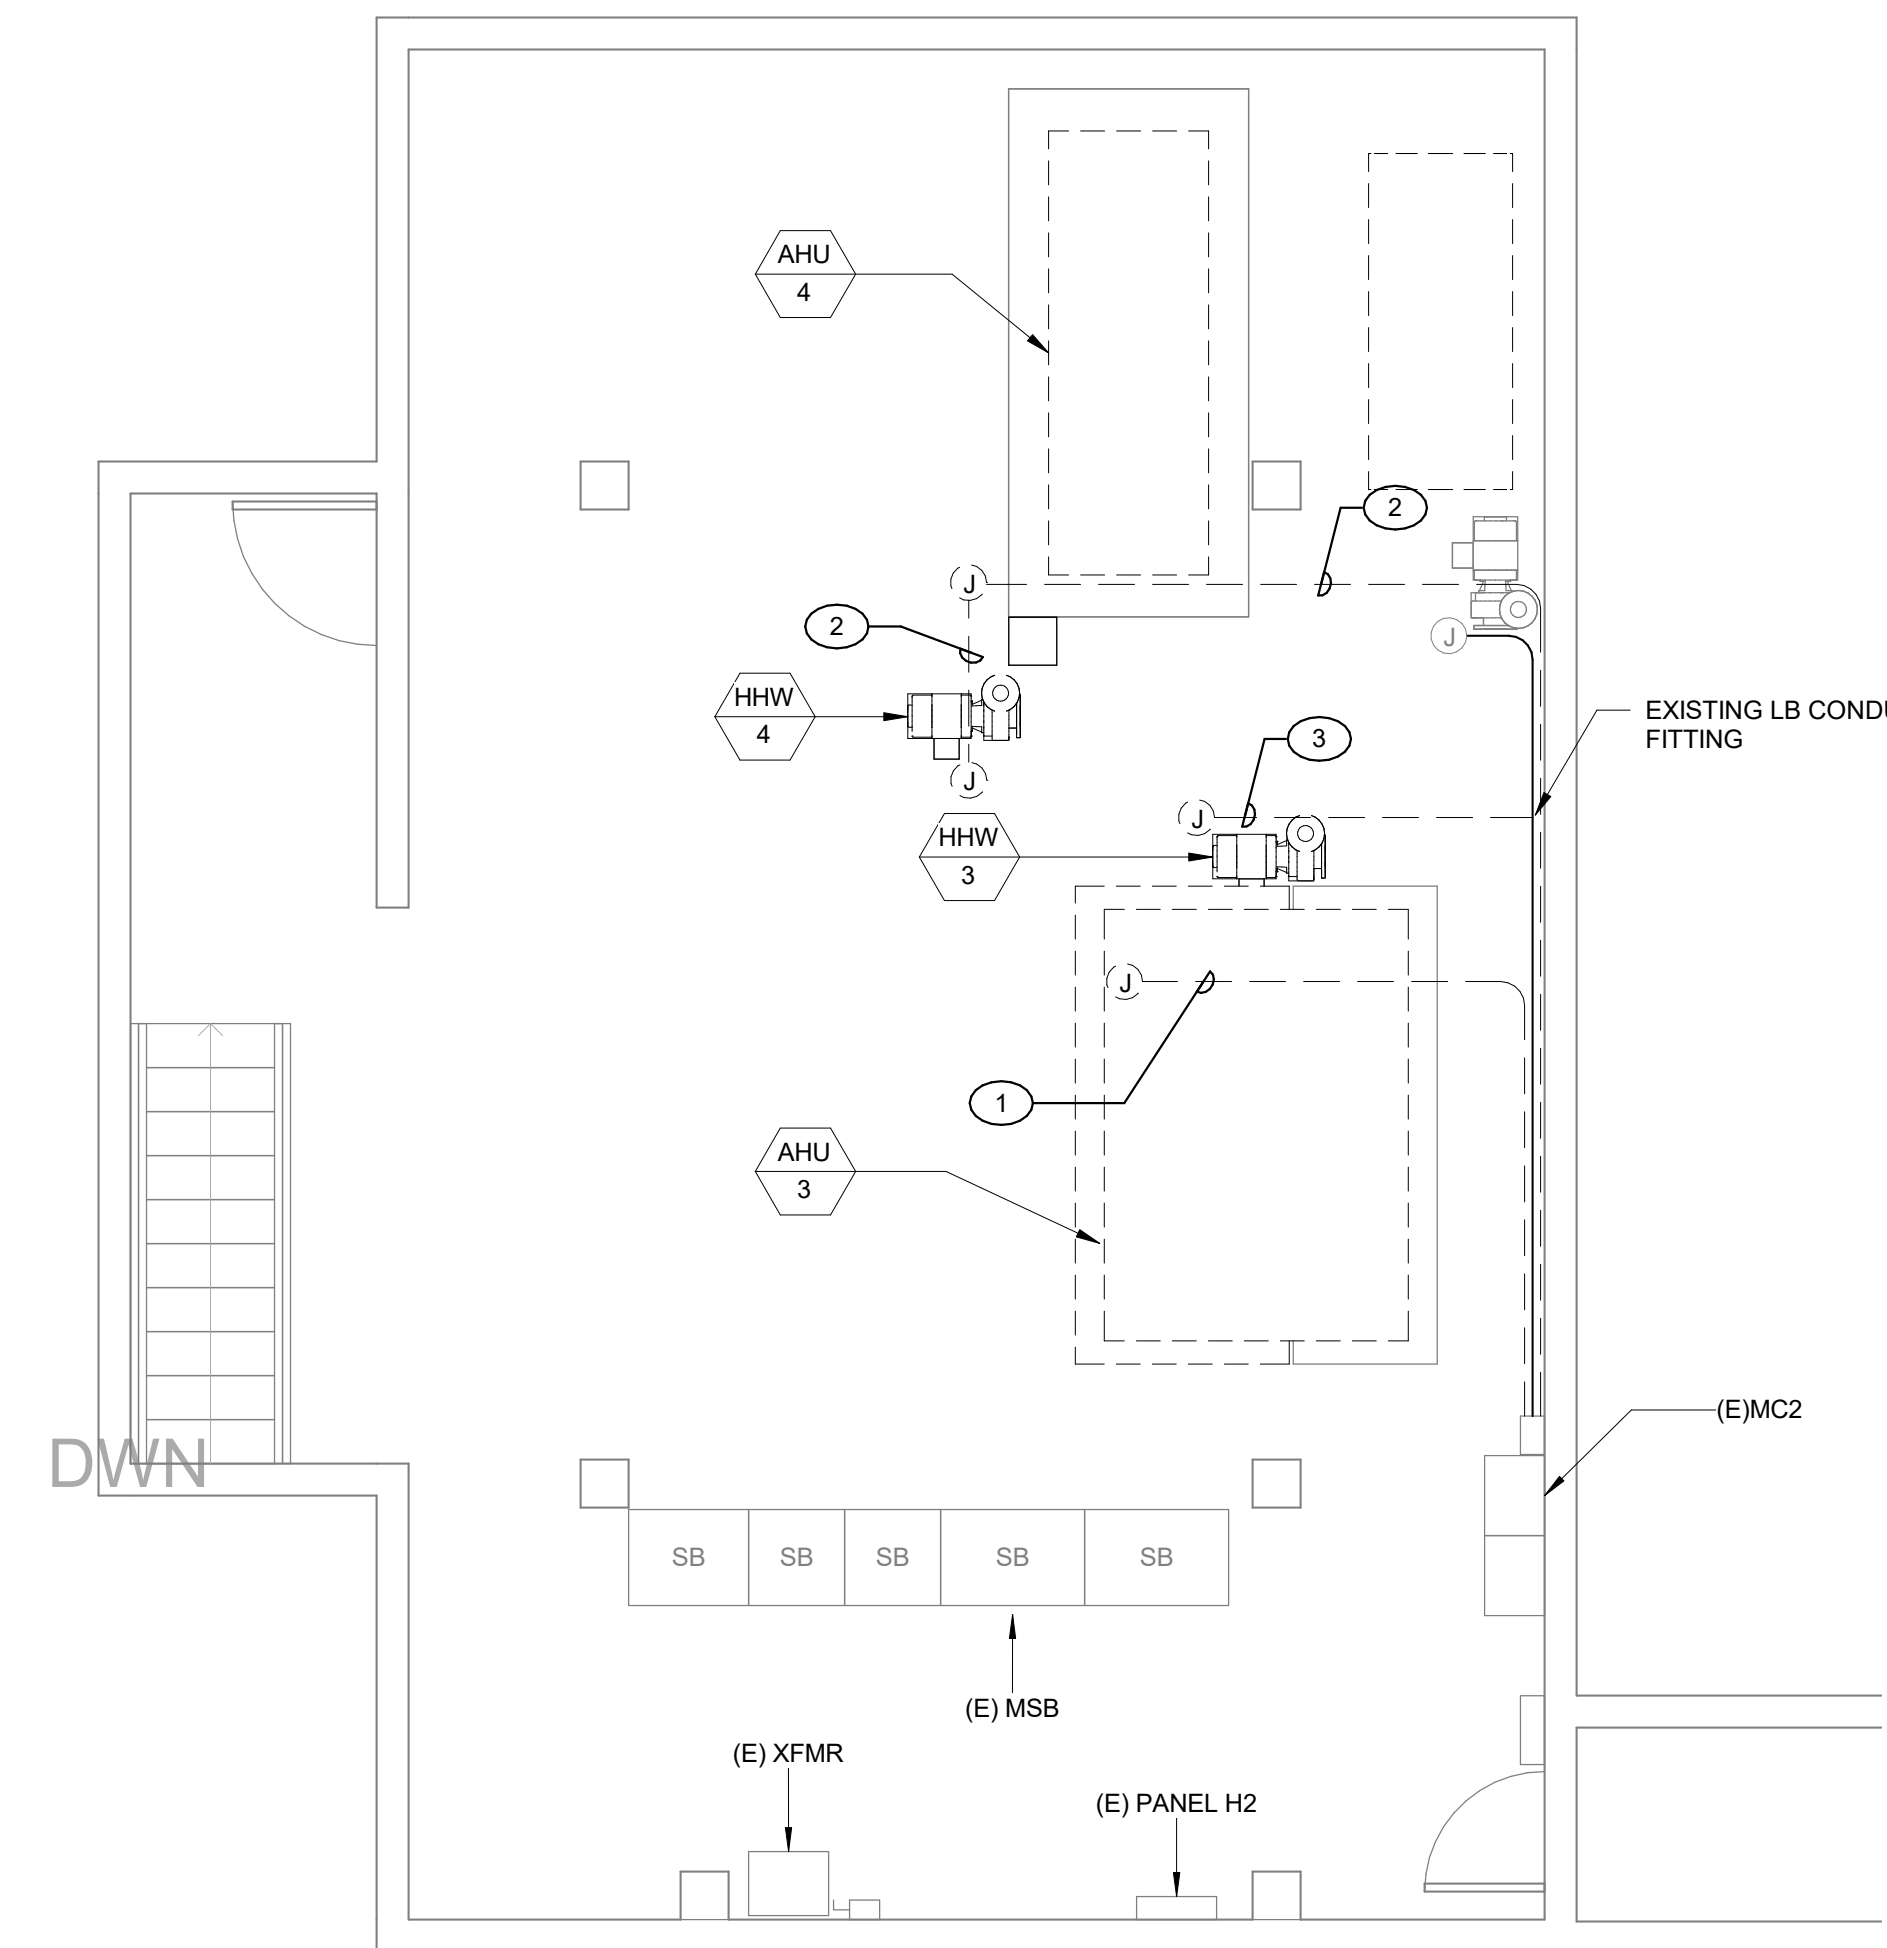 AHU
4
2
J
2
J
HHW
4
EXISTING LB
FITTING
3
J
J
HHW
3
J
1
AHU
3
(E)MC2
DWN
SB SB SB SB SB
(E) MSB
(E) XFMR
(E) PANEL H2